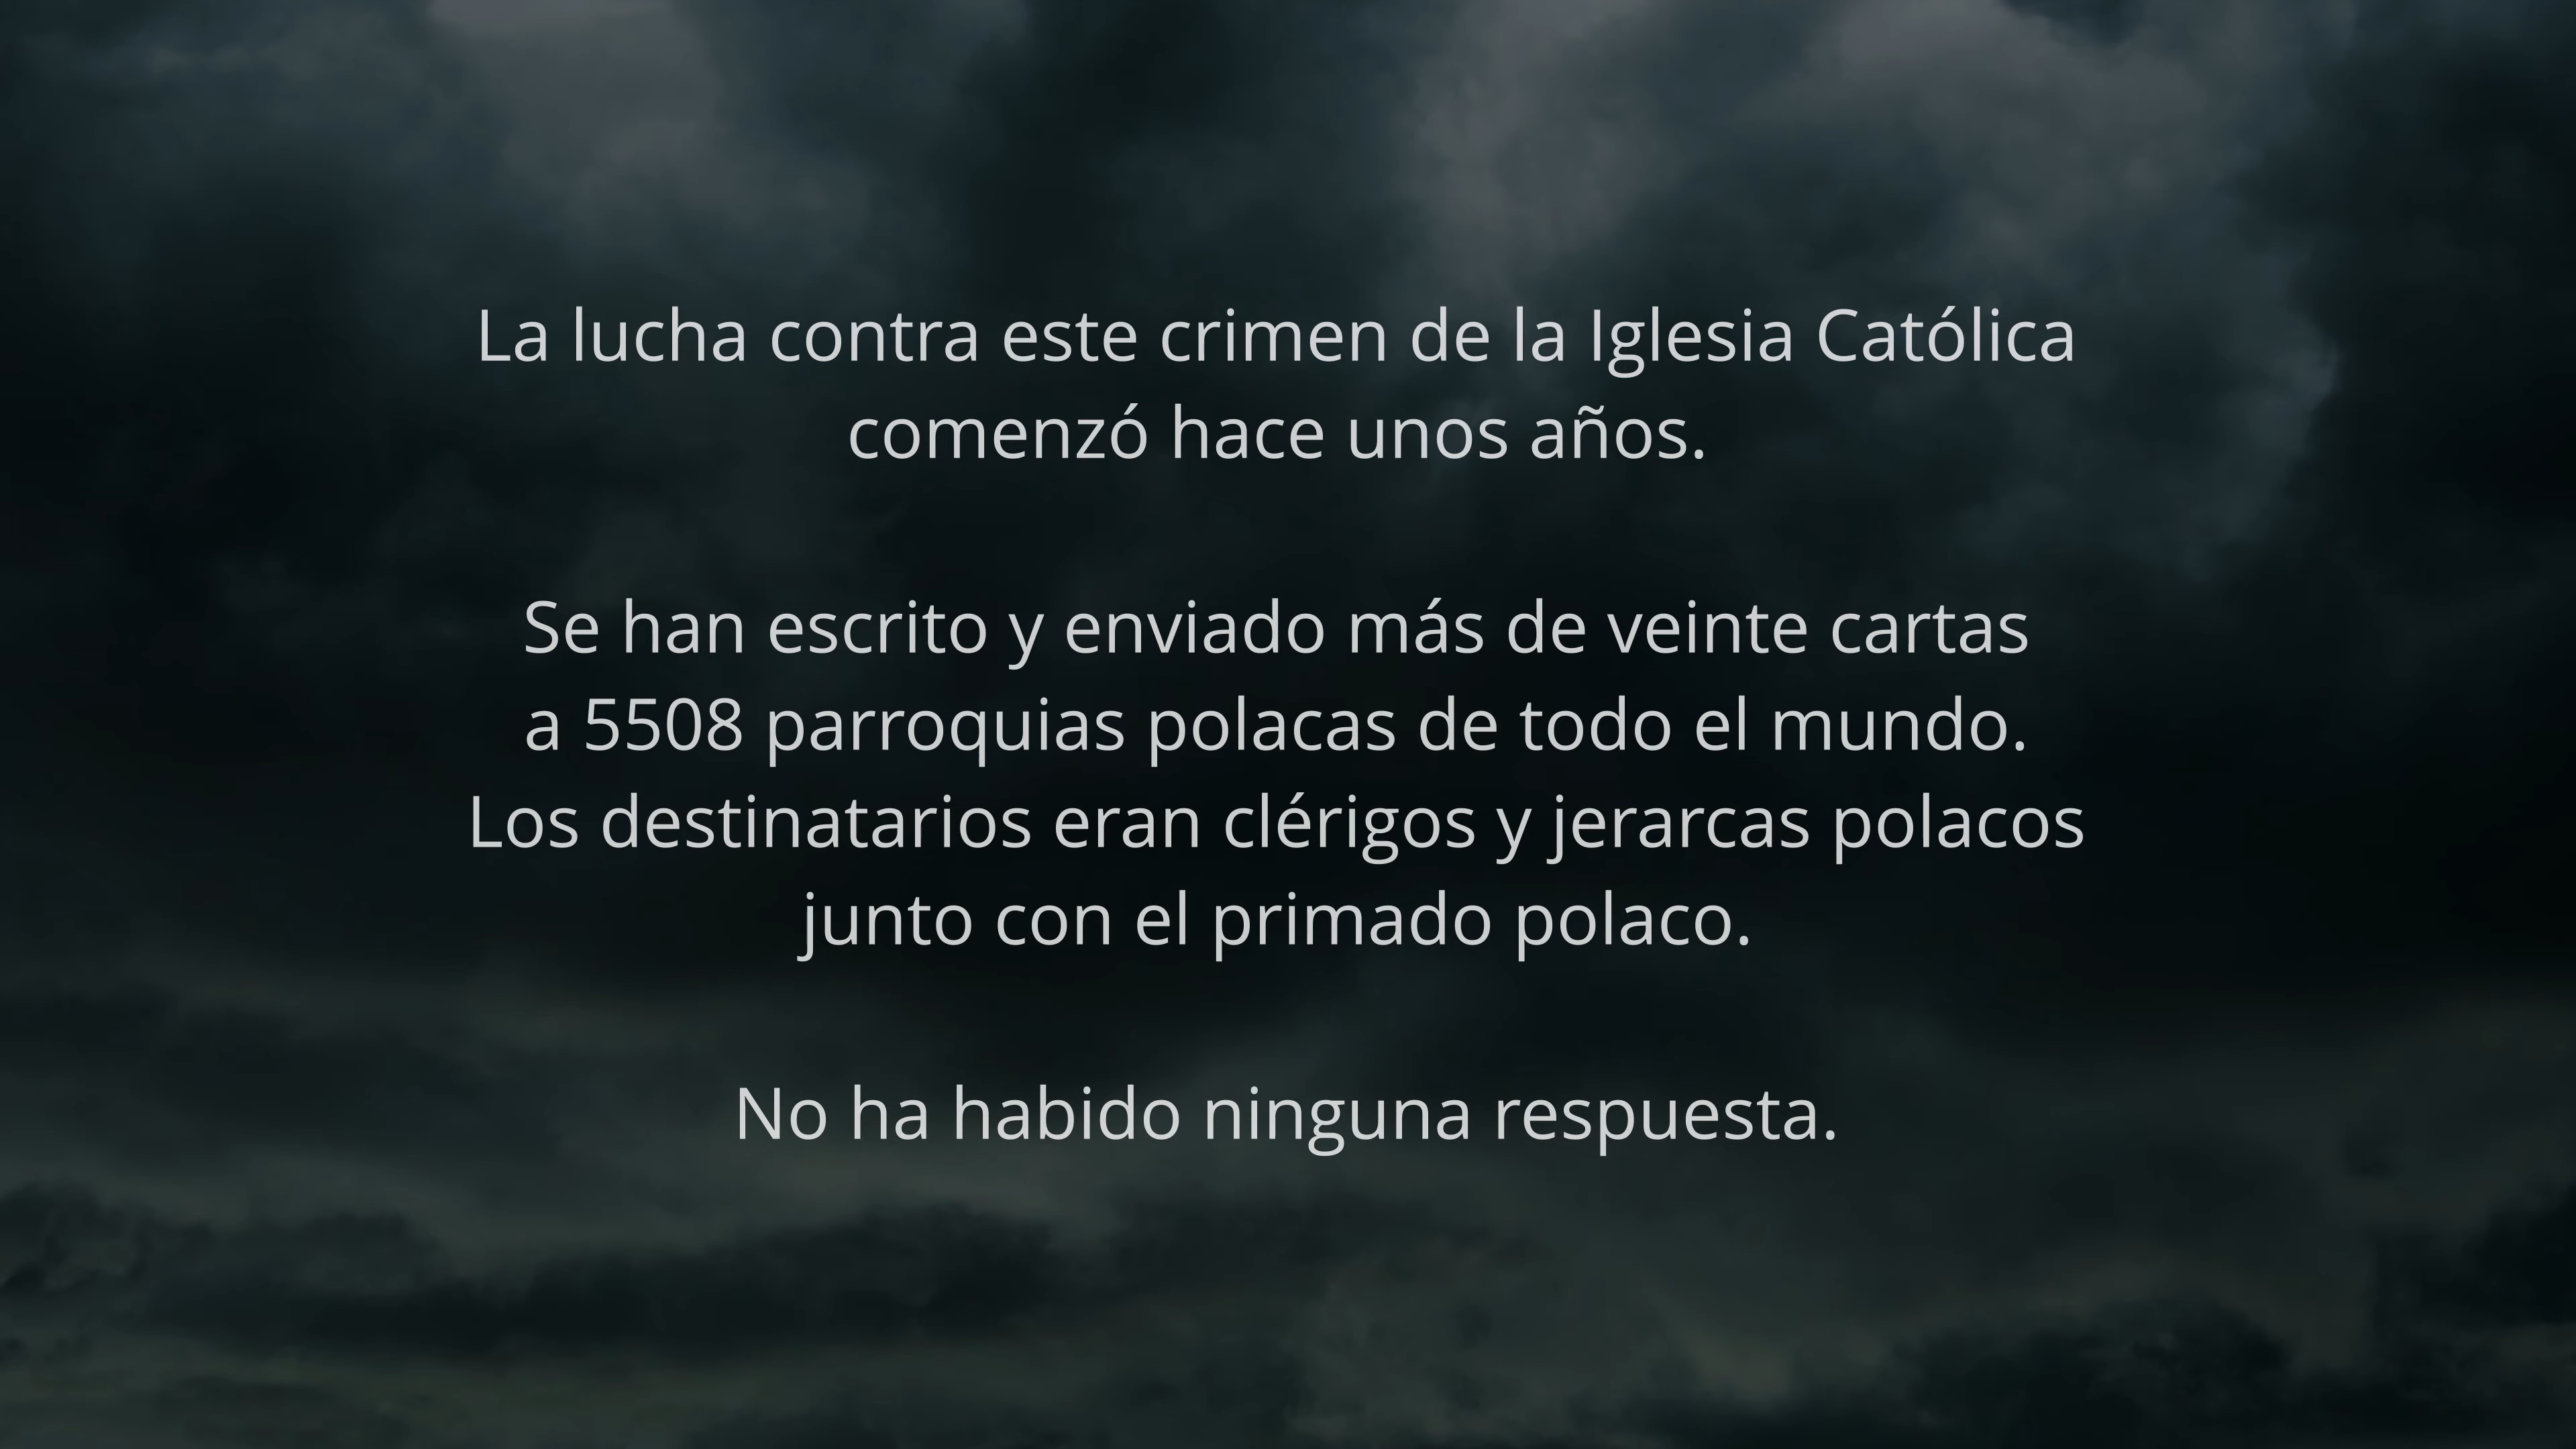 La lucha contra este crimen de la Iglesia Católica
comenzó hace unos años.
Se han escrito y enviado más de veinte cartas
a 5508 parroquias polacas de todo el mundo.
Los destinatarios eran clérigos y jerarcas polacos
junto con el primado polaco.
No ha habido ninguna respuesta.